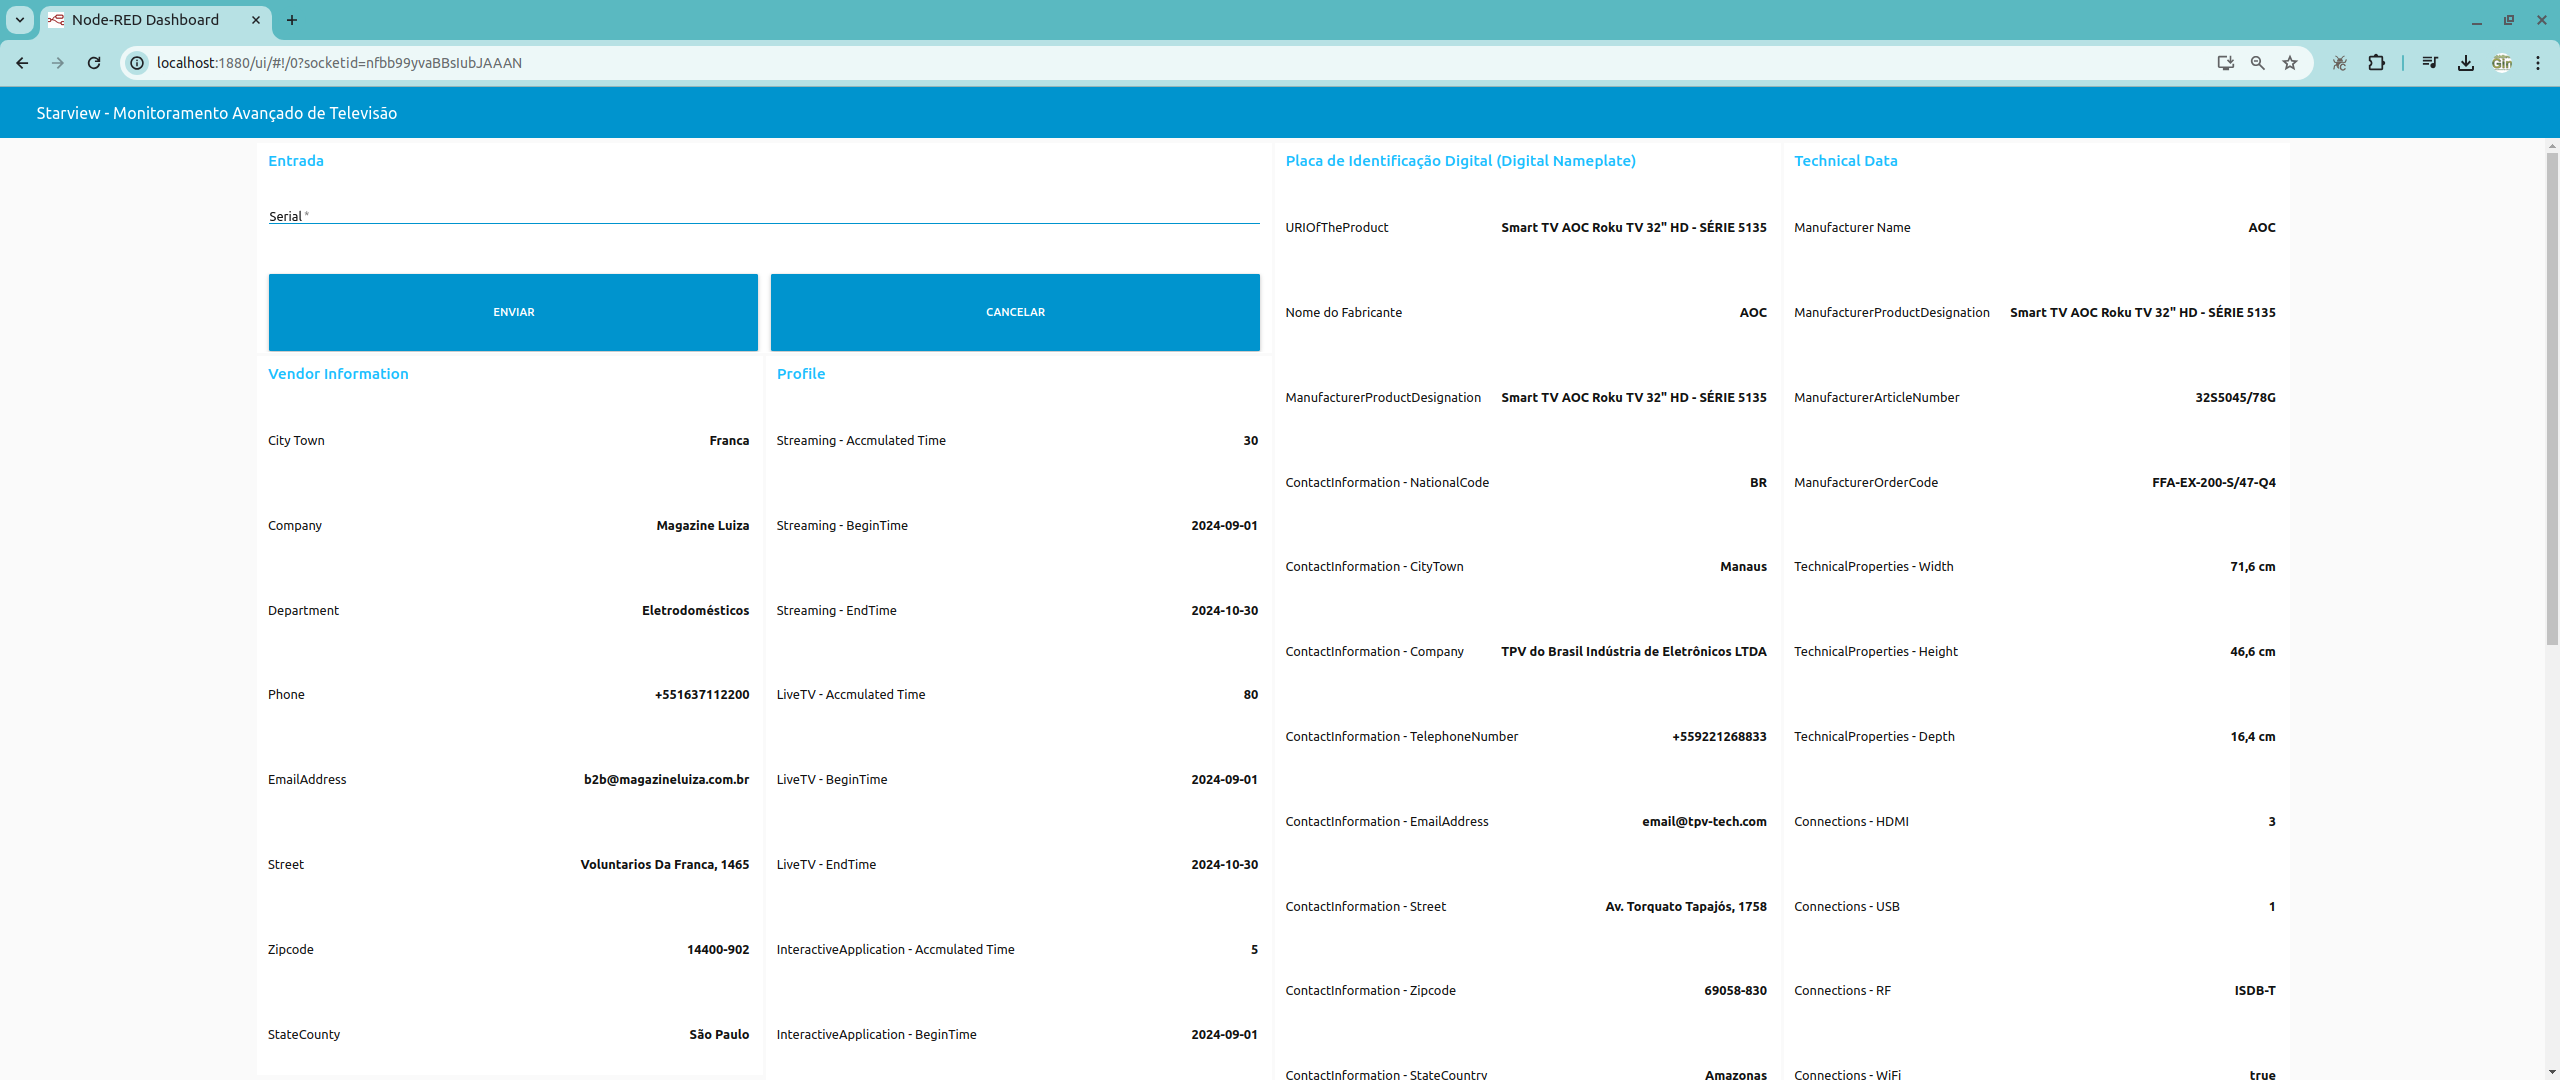 Node-RED Dashboard
localhost:1880/ui/#!/0?socketid=nfbb99yvaBBsIubJAAAN
Starview - Monitoramento Avançado de Televisão
Entrada
Serial *
ENVIAR
CANCELAR
Vendor Information
City Town Franca
Company Magazine Luiza
Department Eletrodomésticos
Phone +551637112200
EmailAddress b2b@magazineluiza.com.br
Street Voluntarios Da Franca, 1465
Zipcode 14400-902
StateCounty São Paulo
Profile
Streaming - Accmulated Time 30
Streaming - BeginTime 2024-09-01
Streaming - EndTime 2024-10-30
LiveTV - Accmulated Time 80
LiveTV - BeginTime 2024-09-01
LiveTV - EndTime 2024-10-30
InteractiveApplication - Accmulated Time 5
InteractiveApplication - BeginTime 2024-09-01
Placa de Identificação Digital (Digital Nameplate)
URIOfTheProduct Smart TV AOC Roku TV 32" HD - SÉRIE 5135
Nome do Fabricante AOC
ManufacturerProductDesignation Smart TV AOC Roku TV 32" HD - SÉRIE 5135
ContactInformation - NationalCode BR
ContactInformation - CityTown Manaus
ContactInformation - Company TPV do Brasil Indústria de Eletrônicos LTDA
ContactInformation - TelephoneNumber +559221268833
ContactInformation - EmailAddress email@tpv-tech.com
ContactInformation - Street Av. Torquato Tapajós, 1758
ContactInformation - Zipcode 69058-830
ContactInformation - StateCountry Amazonas
Technical Data
Manufacturer Name AOC
ManufacturerProductDesignation Smart TV AOC Roku TV 32" HD - SÉRIE 5135
ManufacturerArticleNumber 32S5045/78G
ManufacturerOrderCode FFA-EX-200-S/47-Q4
TechnicalProperties - Width 71,6 cm
TechnicalProperties - Height 46,6 cm
TechnicalProperties - Depth 16,4 cm
Connections - HDMI 3
Connections - USB 1
Connections - RF ISDB-T
Connections - WiFi true